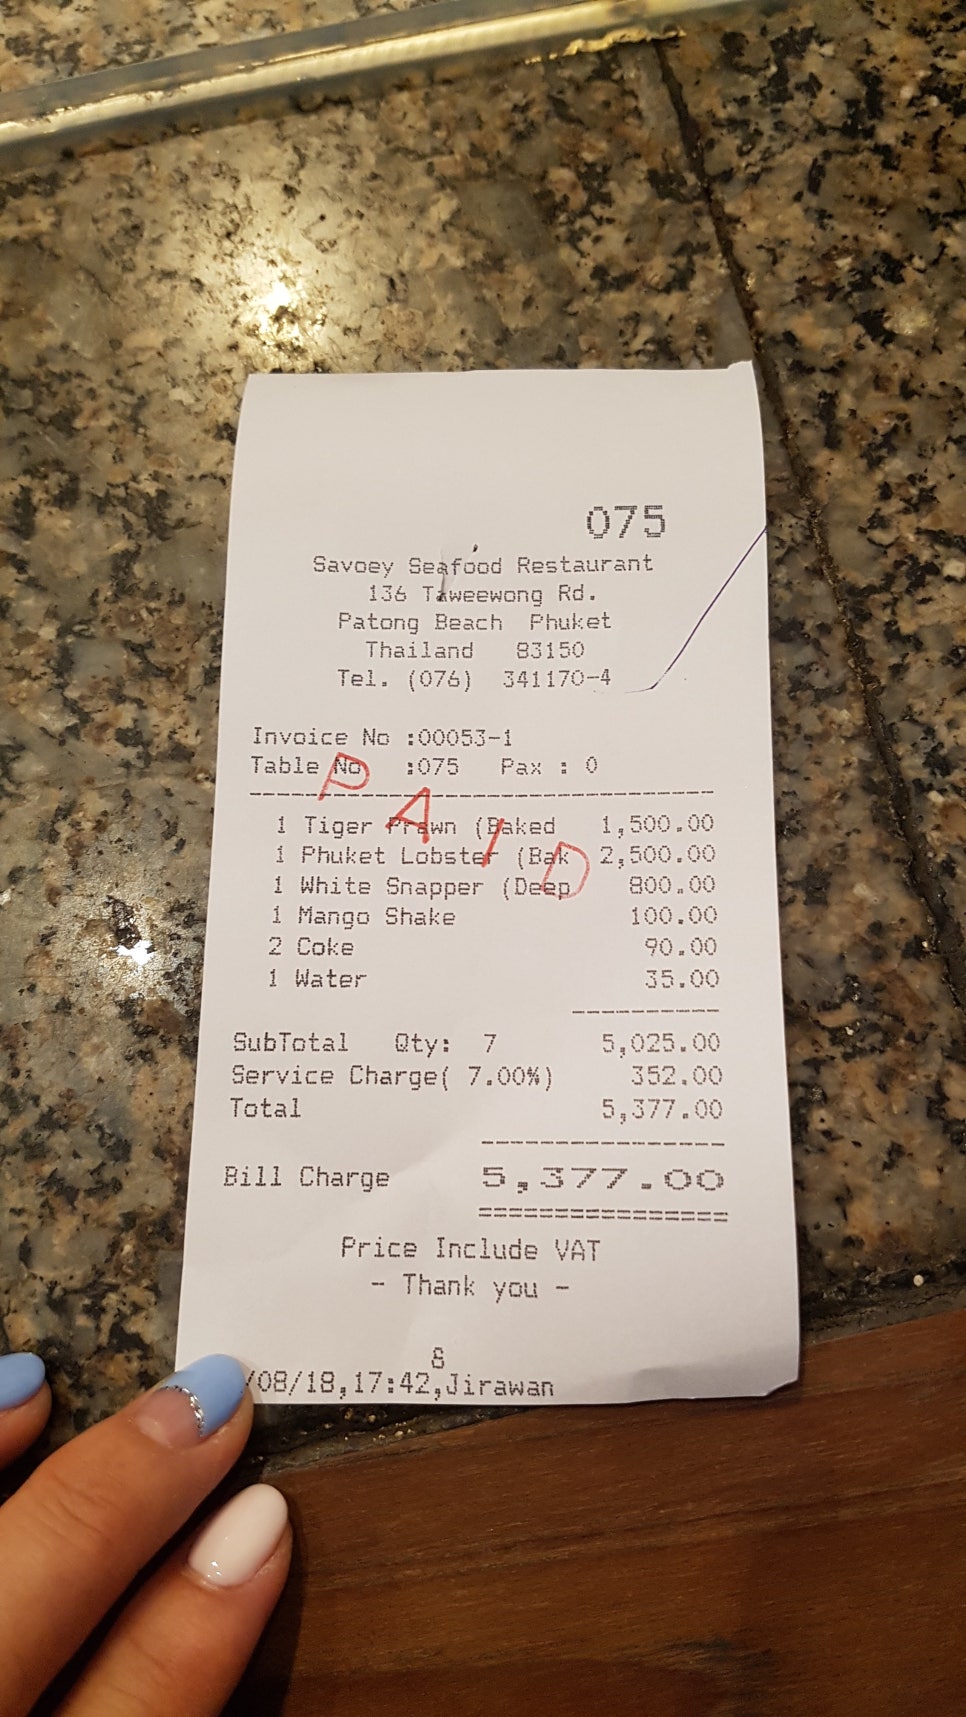 075
Savoey Seafood Restaurant
136 Taweewong Rd.
Patong Beach Phuket
Thailand 83150
Tel. (076) 341170-4
Invoice No :00053-1
Table No :075 Pax : 0
PAID
1 Tiger Prawn (Baked 1,500.00
1 Phuket Lobster (Bak 2,500.00
1 White Snapper (Deep 800.00
1 Mango Shake 100.00
2 Coke 90.00
1 Water 35.00
SubTotal Qty: 7 5,025.00
Service Charge( 7.00%) 352.00
Total 5,377.00
Bill Charge 5,377.00
Price Include VAT
- Thank you -
/08/18,17:42,Jirawan